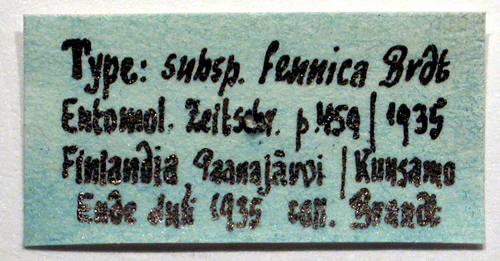 Type: subsp. fennica Brdt
Entomol. Zeitschr. p.459 | 1935
Finlandia Paanajärvi | Kuusamo
Ende Juli 1935 coll. Brandt